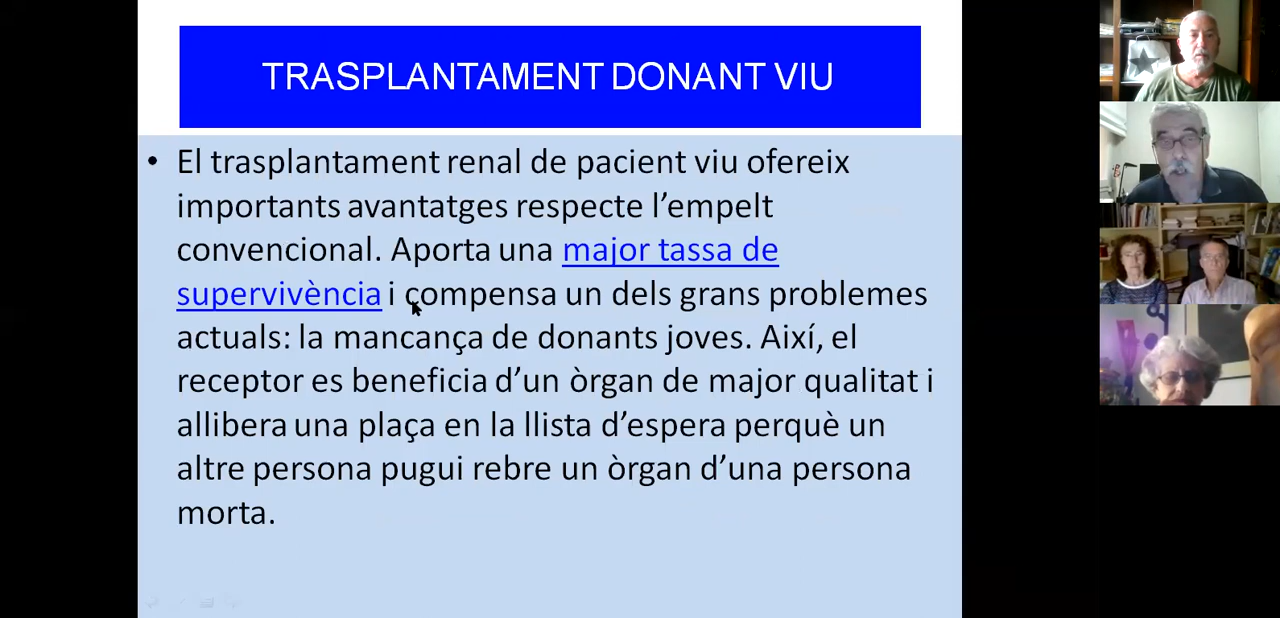 TRASPLANTAMENT DONANT VIU
• El trasplantament renal de pacient viu ofereix
importants avantatges respecte l’empelt
convencional. Aporta una major tassa de
supervivència i compensa un dels grans problemes
actuals: la mancança de donants joves. Així, el
receptor es beneficia d’un òrgan de major qualitat i
allibera una plaça en la llista d’espera perquè un
altre persona pugui rebre un òrgan d’una persona
morta.